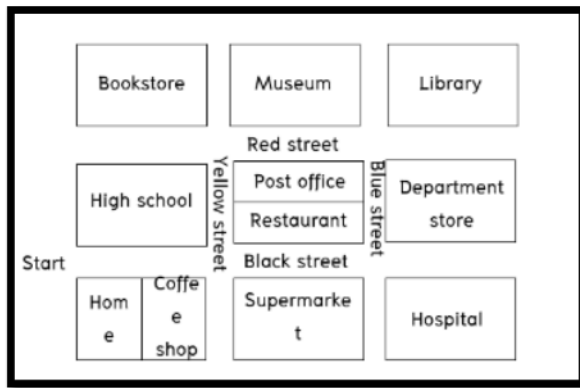 Bookstore
Museum
Library
Red street
High school
Yellow street
Post office
Restaurant
Blue street
Department
store
Start
Black street
Hom
e
Coffe
e
shop
Supermarke
t
Hospital